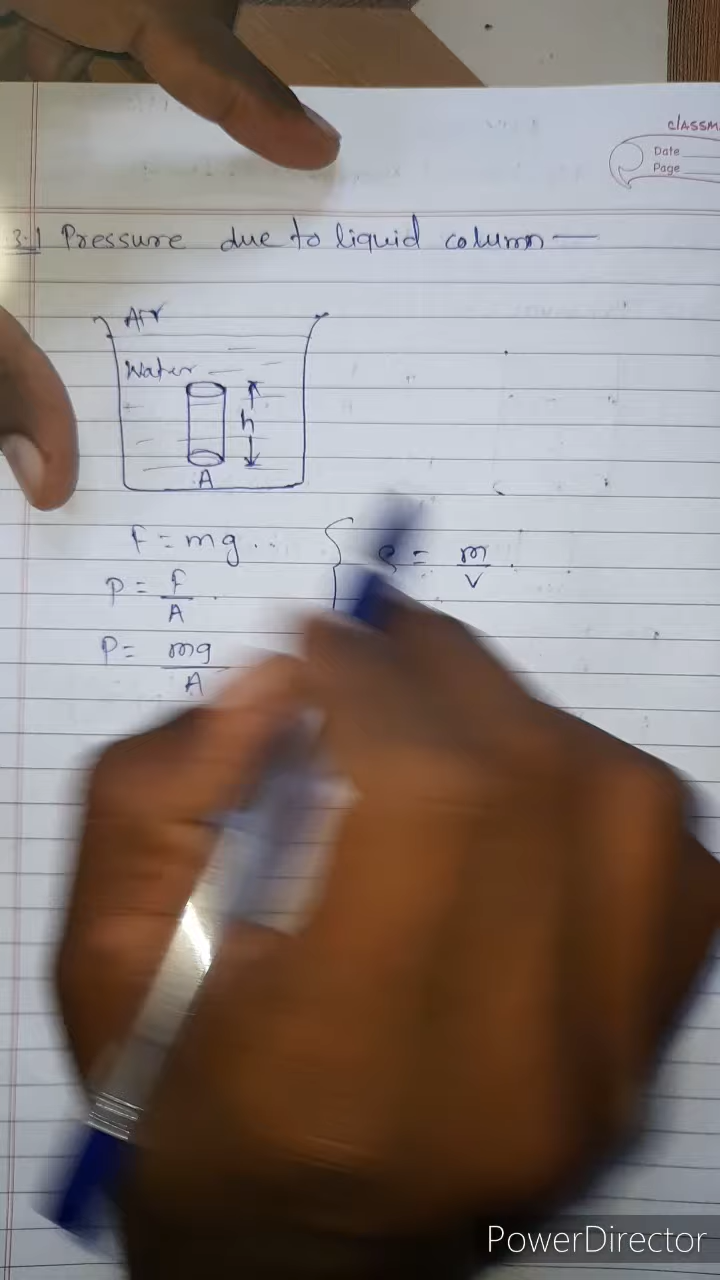 classm
Date
Page
3.1 Pressure due to liquid column —
Air
Water
h
A
F = mg ..
ρ = m/V .
P = F/A .
P = mg/A
PowerDirector